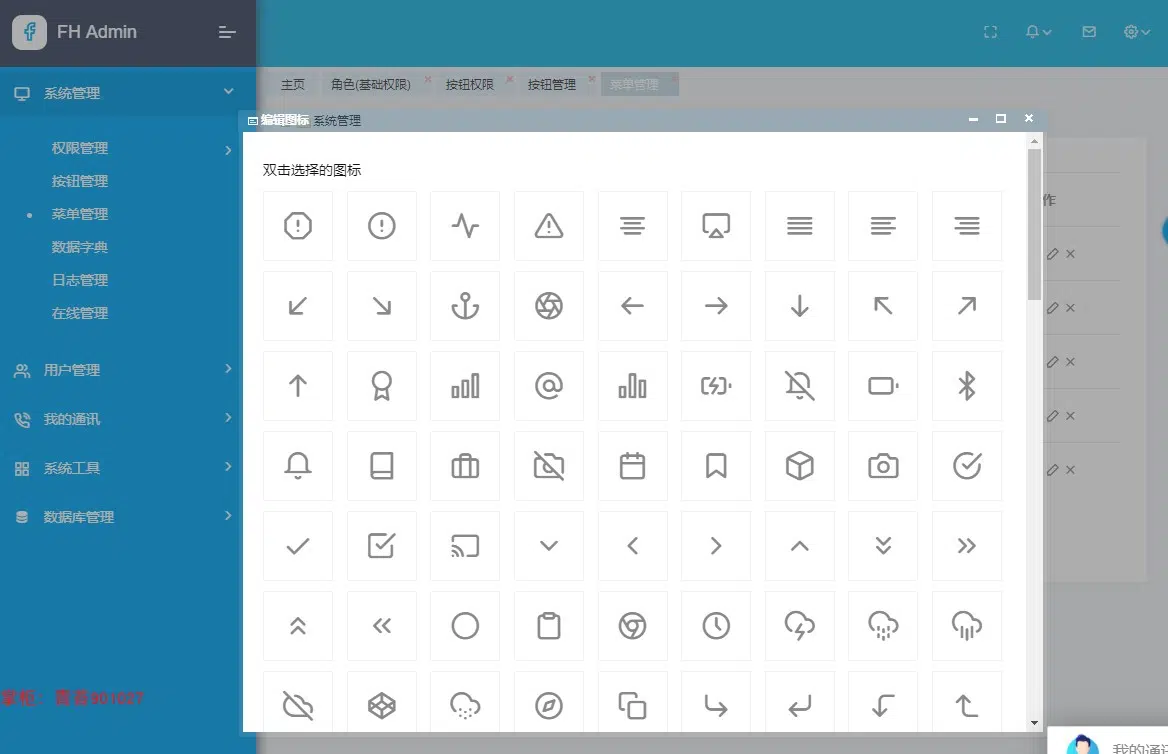 FH Admin
主页
角色(基础权限)
按钮权限
按钮管理
菜单管理
系统管理
权限管理
按钮管理
菜单管理
数据字典
日志管理
在线管理
用户管理
我的通讯
系统工具
数据库管理
编辑图标 系统管理
双击选择的图标
作
我的通讯